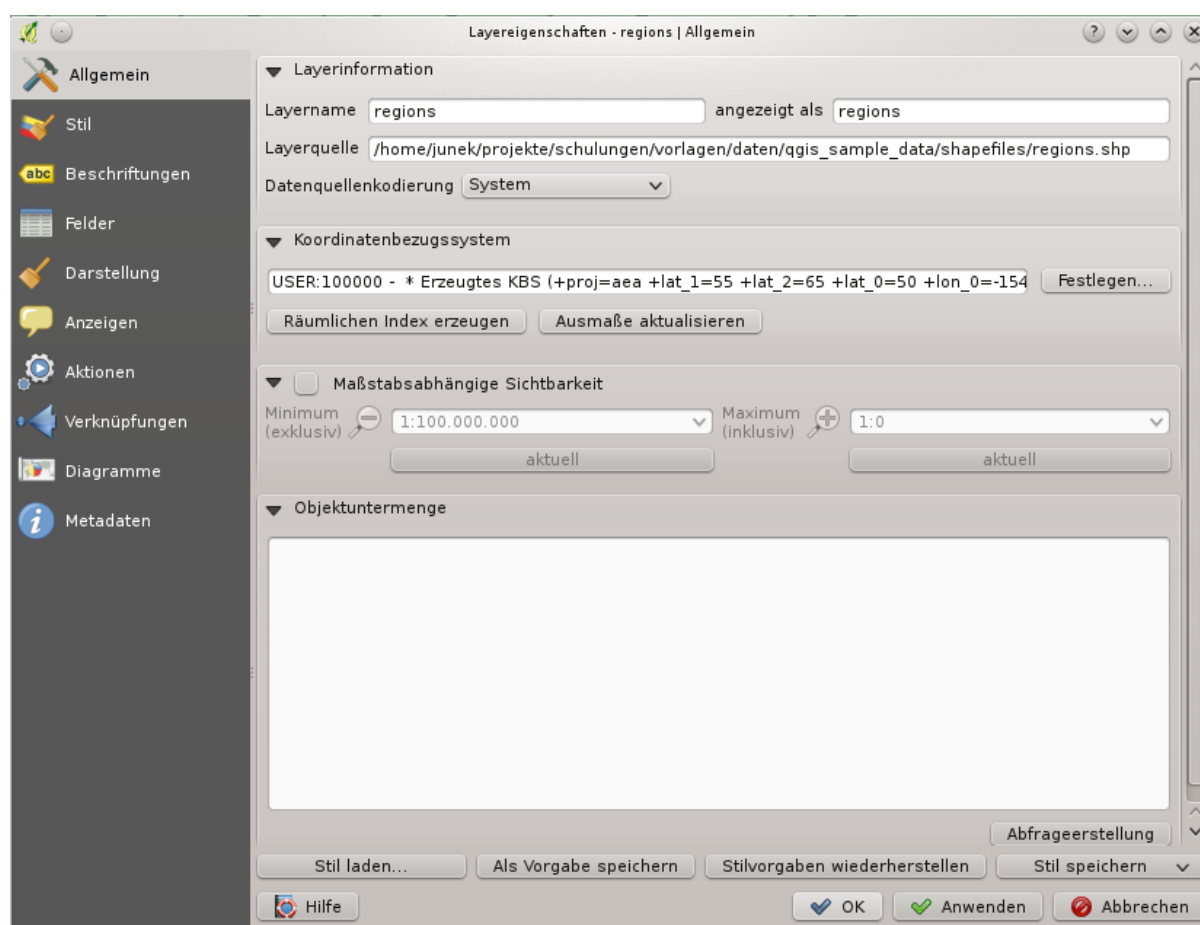 Layereigenschaften - regions | Allgemein
Allgemein
Stil
abc Beschriftungen
Felder
Darstellung
Anzeigen
Aktionen
Verknüpfungen
Diagramme
Metadaten
Layerinformation
Layername regions angezeigt als regions
Layerquelle /home/junek/projekte/schulungen/vorlagen/daten/qgis_sample_data/shapefiles/regions.shp
Datenquellenkodierung System
Koordinatenbezugssystem
USER:100000 - * Erzeugtes KBS (+proj=aea +lat_1=55 +lat_2=65 +lat_0=50 +lon_0=-154 Festlegen...
Räumlichen Index erzeugen Ausmaße aktualisieren
Maßstabsabhängige Sichtbarkeit
Minimum (exklusiv) 1:100.000.000 Maximum (inklusiv) 1:0
aktuell aktuell
Objektuntermenge
Abfrageerstellung
Stil laden... Als Vorgabe speichern Stilvorgaben wiederherstellen Stil speichern
Hilfe OK Anwenden Abbrechen